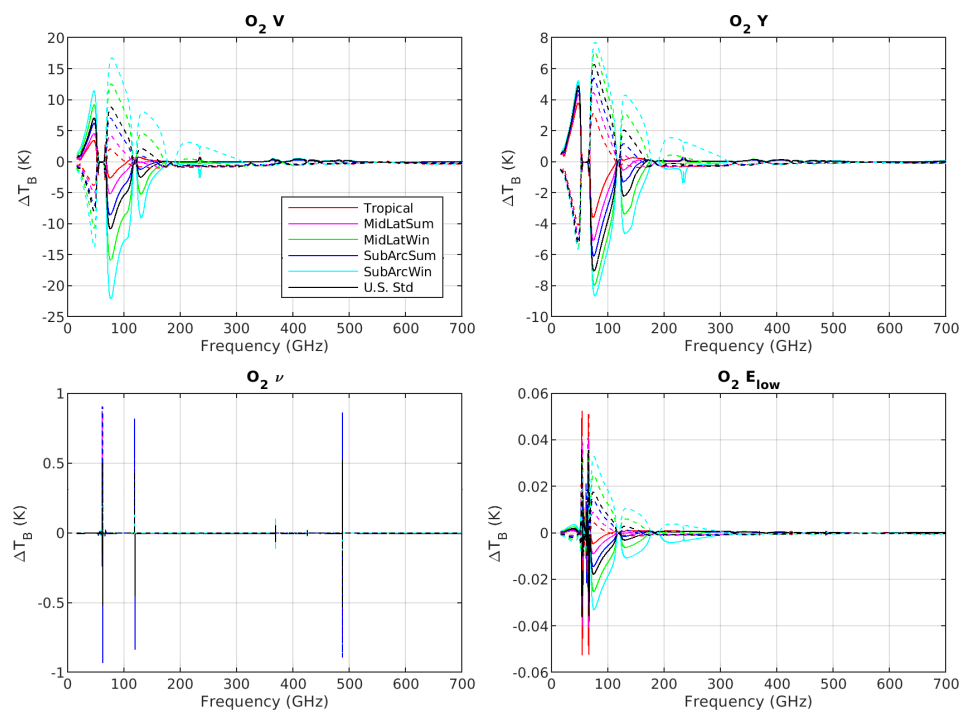 O2 V
ΔTB (K)
20
15
10
5
0
-5
-10
-15
-20
-25
0 100 200 300 400 500 600 700
Frequency (GHz)
Tropical
MidLatSum
MidLatWin
SubArcSum
SubArcWin
U.S. Std
O2 Y
ΔTB (K)
8
6
4
2
0
-2
-4
-6
-8
-10
0 100 200 300 400 500 600 700
Frequency (GHz)
O2 ν
ΔTB (K)
1
0.5
0
-0.5
-1
0 100 200 300 400 500 600 700
Frequency (GHz)
O2 Elow
ΔTB (K)
0.06
0.04
0.02
0
-0.02
-0.04
-0.06
0 100 200 300 400 500 600 700
Frequency (GHz)